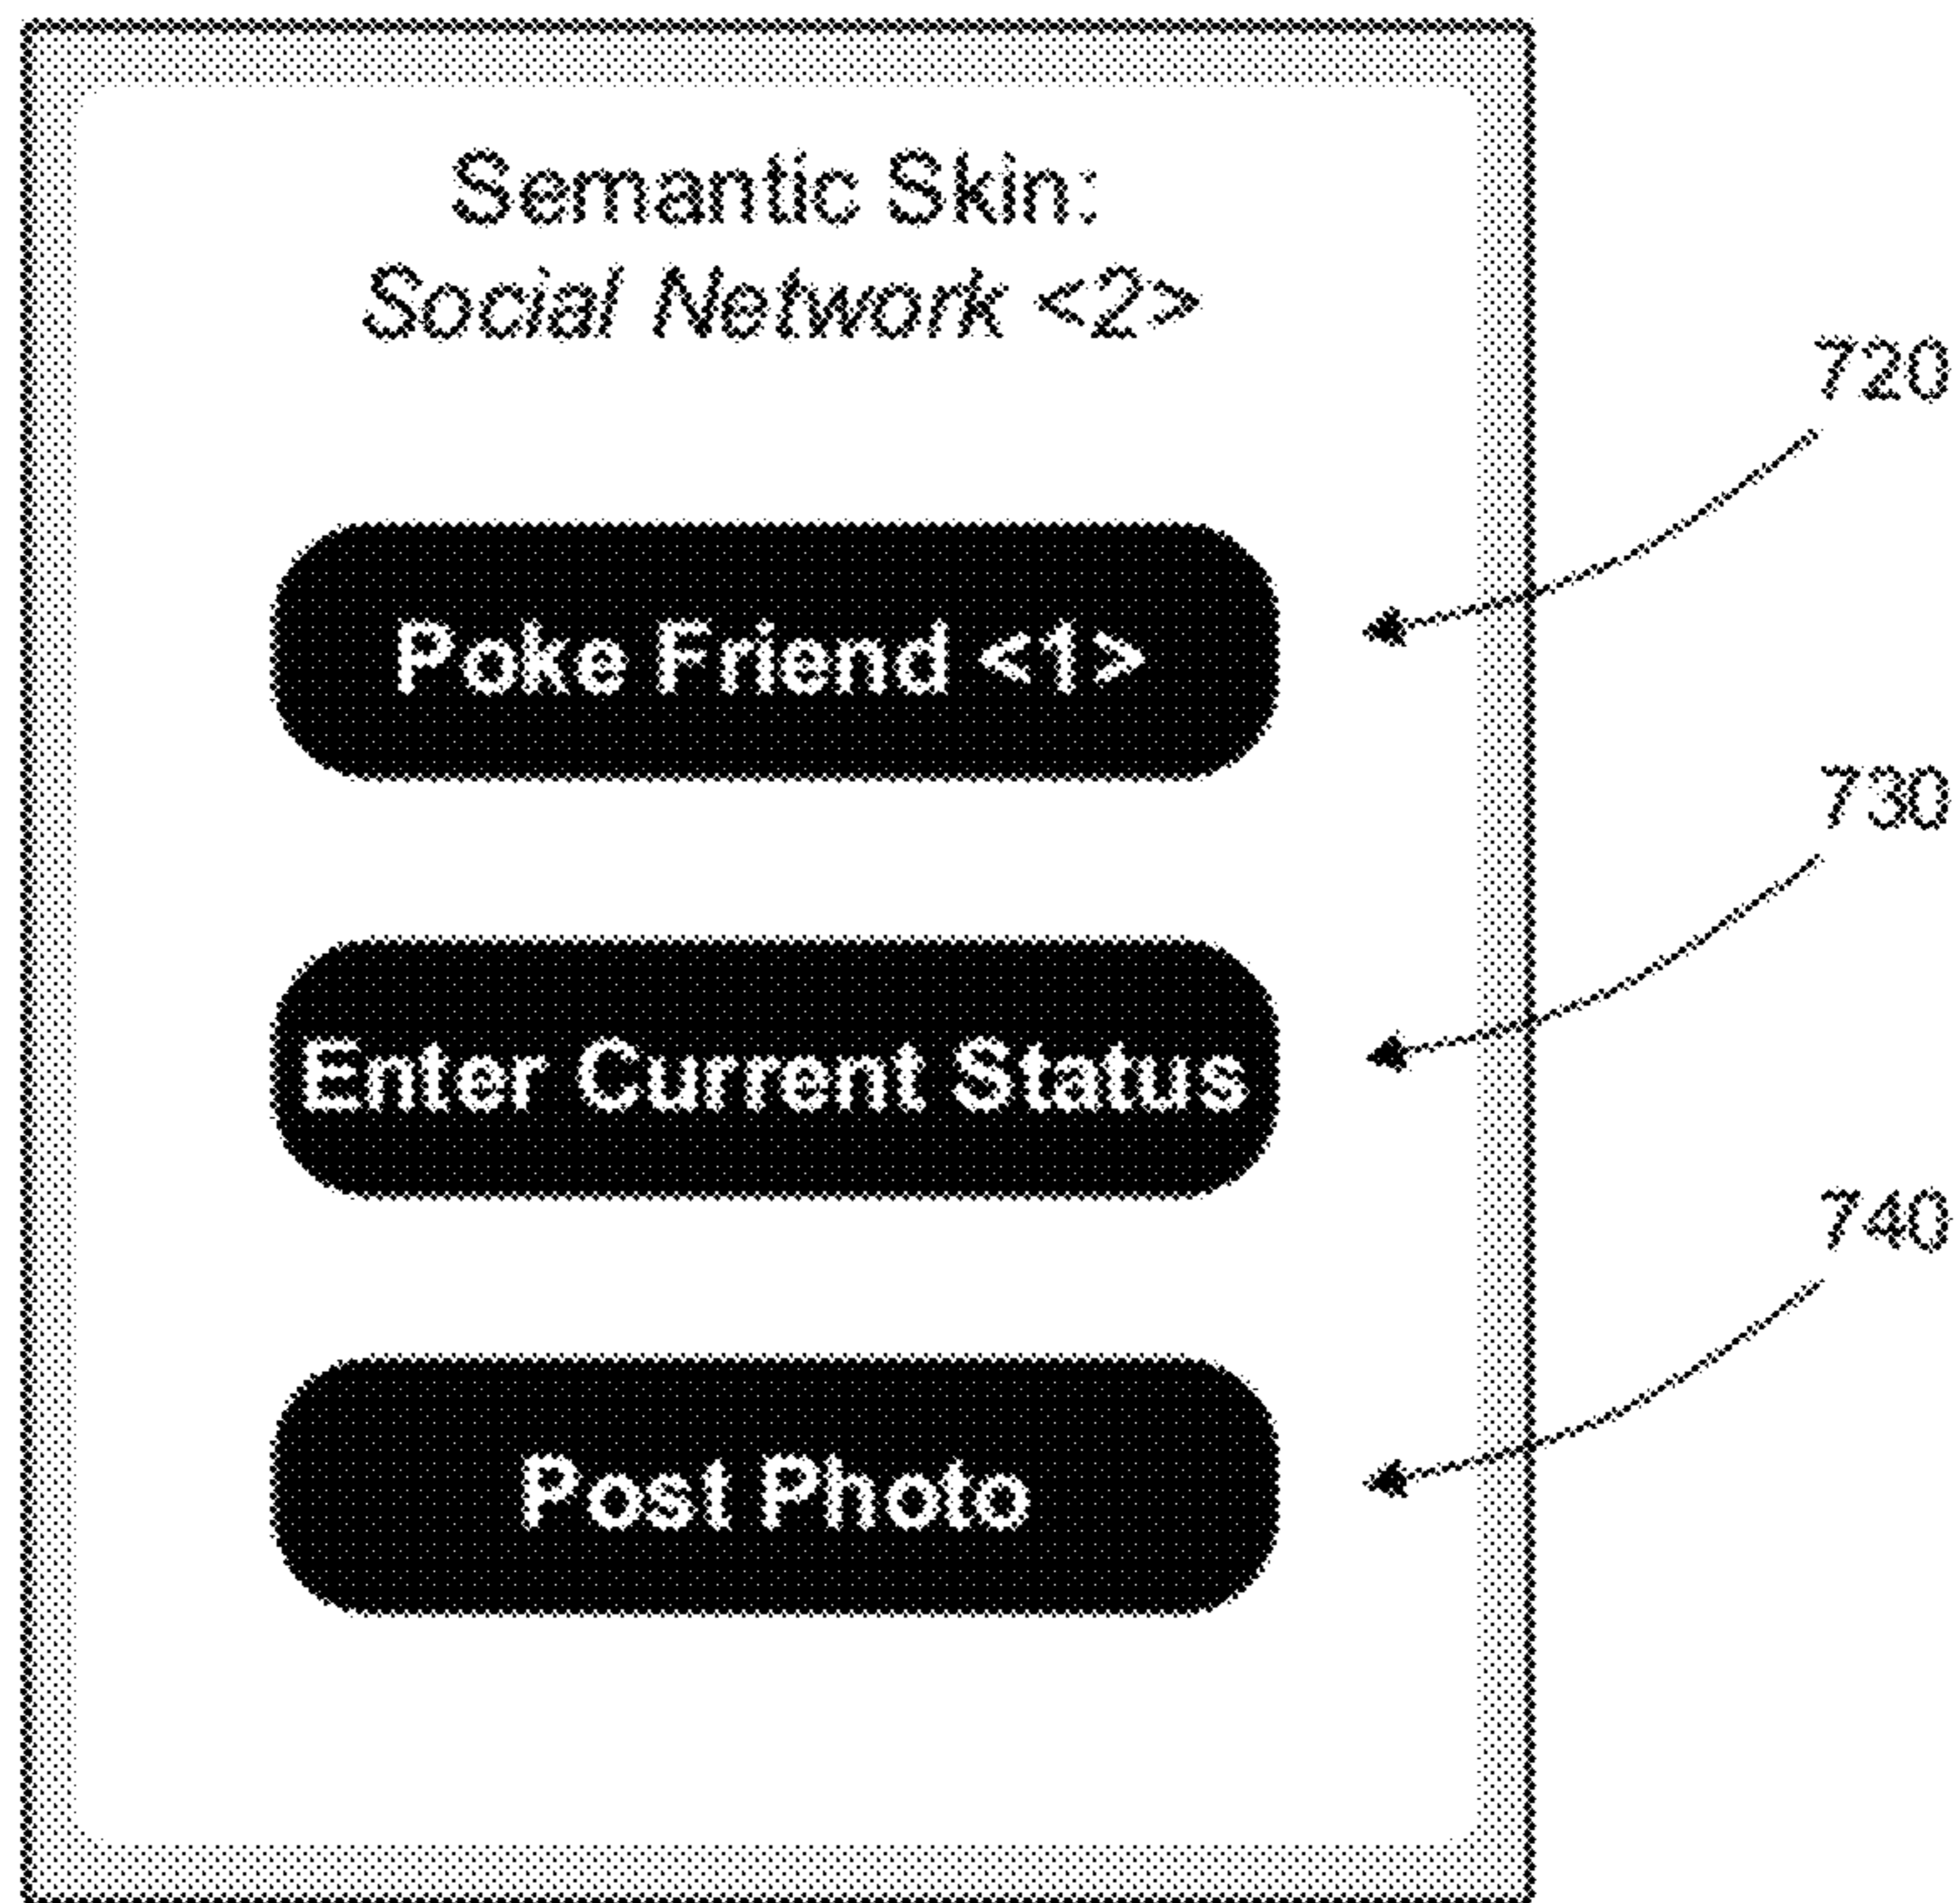 Semantic Skin:
Social Network <2>
720
Poke Friend <1>
730
Enter Current Status
740
Post Photo